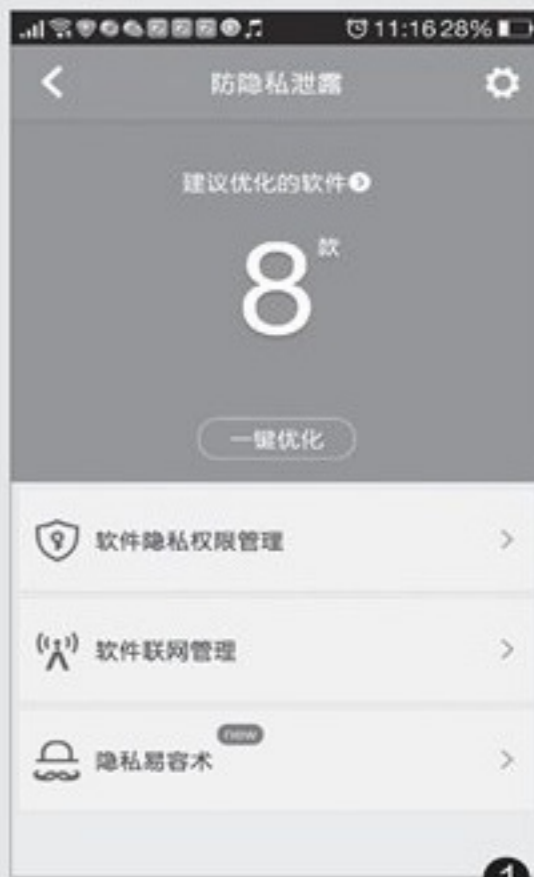 11:16 28%
防隐私泄露
建议优化的软件
8款
一键优化
软件隐私权限管理
软件联网管理
new
隐私易容术
1